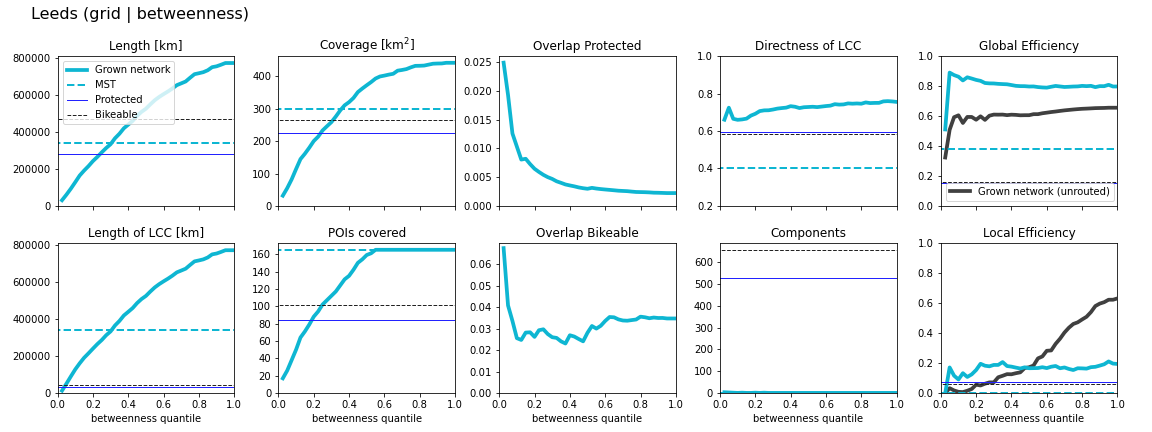 Leeds (grid | betweenness)
Length [km]
Coverage [km²]
Overlap Protected
Directness of LCC
Global Efficiency
800000
600000
400000
200000
0
Grown network
MST
Protected
Bikeable
400
300
200
100
0
0.025
0.020
0.015
0.010
0.005
0.000
1.0
0.8
0.6
0.4
0.2
1.0
0.8
0.6
0.4
0.2
0.0
Grown network (unrouted)
Length of LCC [km]
POIs covered
Overlap Bikeable
Components
Local Efficiency
800000
600000
400000
200000
0
160
140
120
100
80
60
40
20
0.06
0.05
0.04
0.03
0.02
0.01
0.00
600
500
400
300
200
100
0
1.0
0.8
0.6
0.4
0.2
0.0
0.0 0.2 0.4 0.6 0.8 1.0
0.0 0.2 0.4 0.6 0.8 1.0
0.0 0.2 0.4 0.6 0.8 1.0
0.0 0.2 0.4 0.6 0.8 1.0
0.0 0.2 0.4 0.6 0.8 1.0
betweenness quantile
betweenness quantile
betweenness quantile
betweenness quantile
betweenness quantile